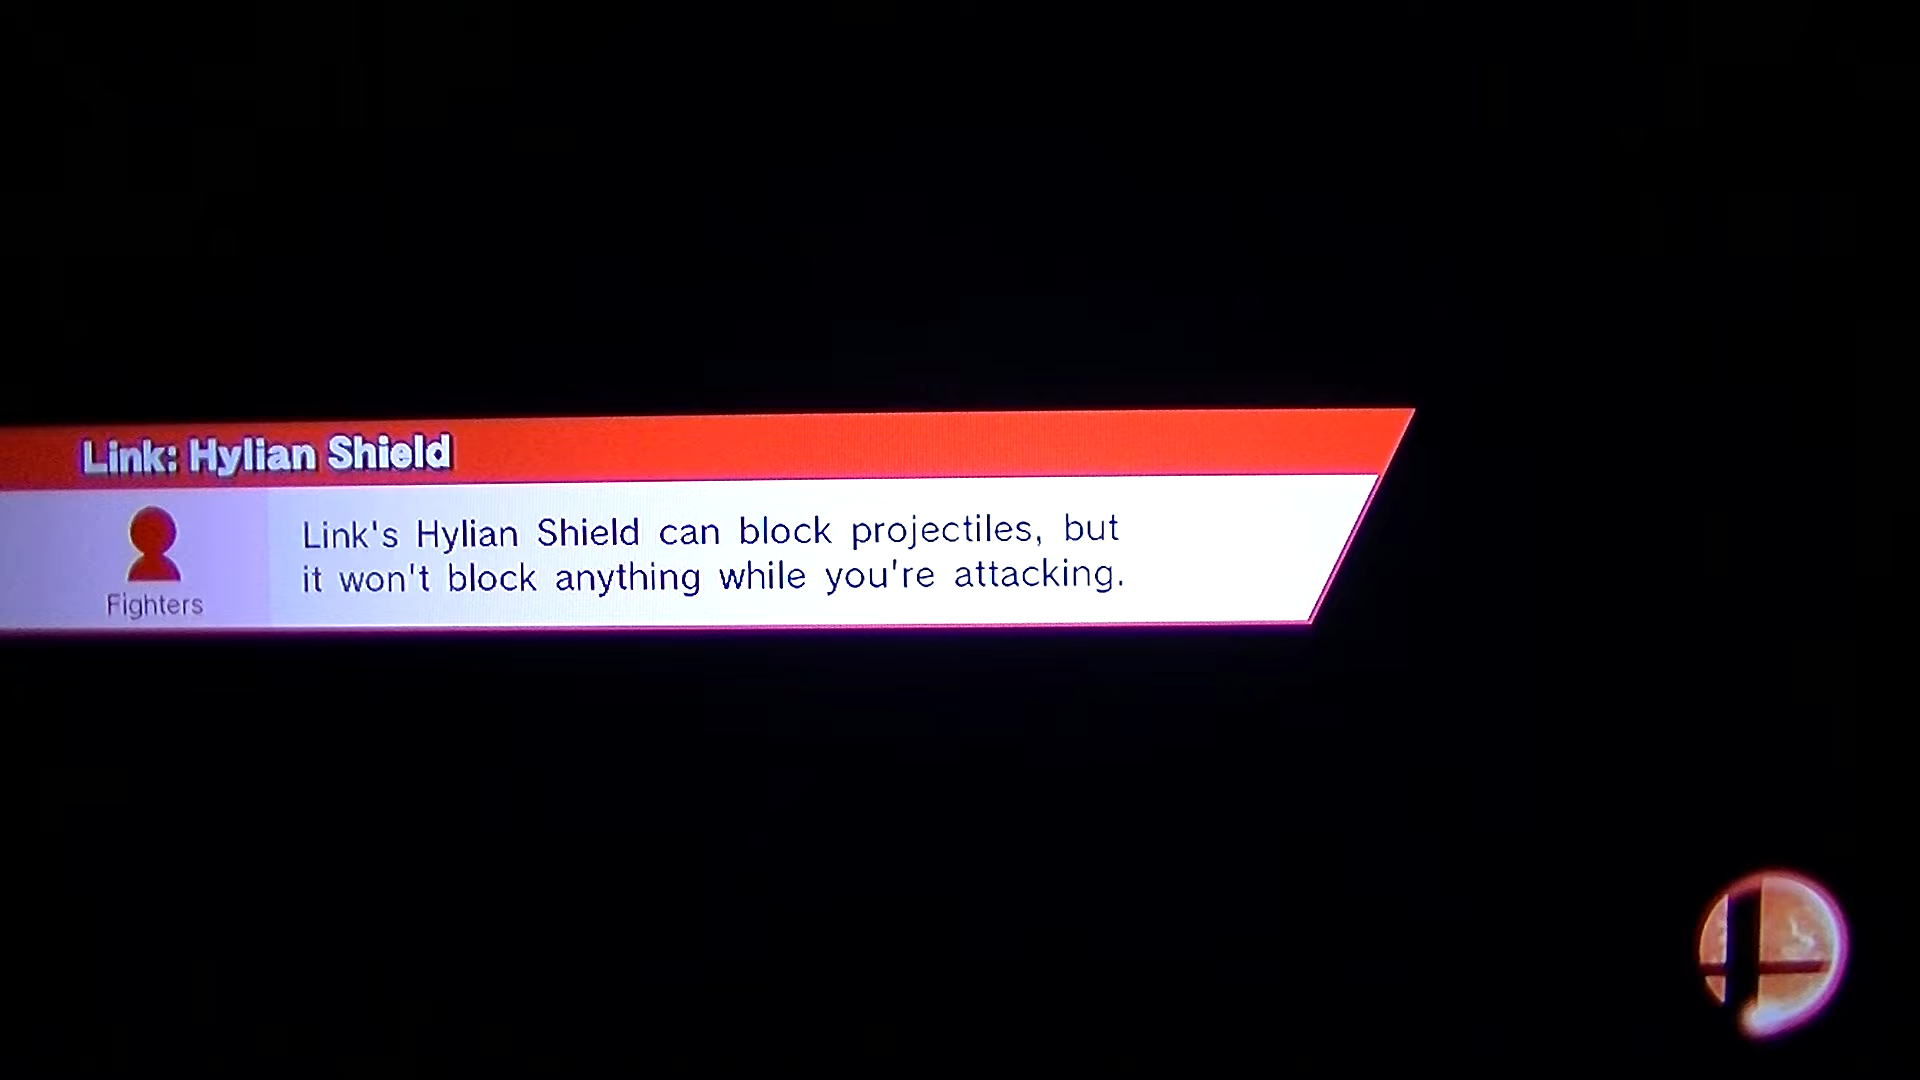 Link: Hylian Shield
Link's Hylian Shield can block projectiles, but
it won't block anything while you're attacking.
Fighters